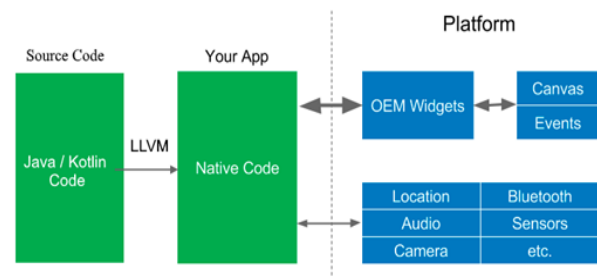 Platform
Source Code
Your App
Java / Kotlin
Code
LLVM
Native Code
OEM Widgets
Canvas
Events
Location
Bluetooth
Audio
Sensors
Camera
etc.